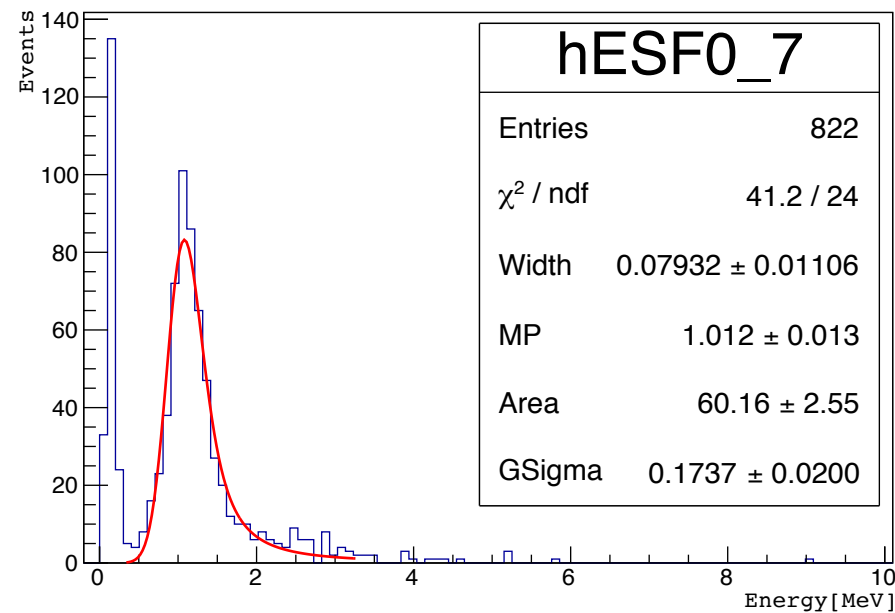 hESF0_7
Entries 822
χ² / ndf 41.2 / 24
Width 0.07932 ± 0.01106
MP 1.012 ± 0.013
Area 60.16 ± 2.55
GSigma 0.1737 ± 0.0200
Events
140
120
100
80
60
40
20
0
0 2 4 6 8 10
Energy[MeV]